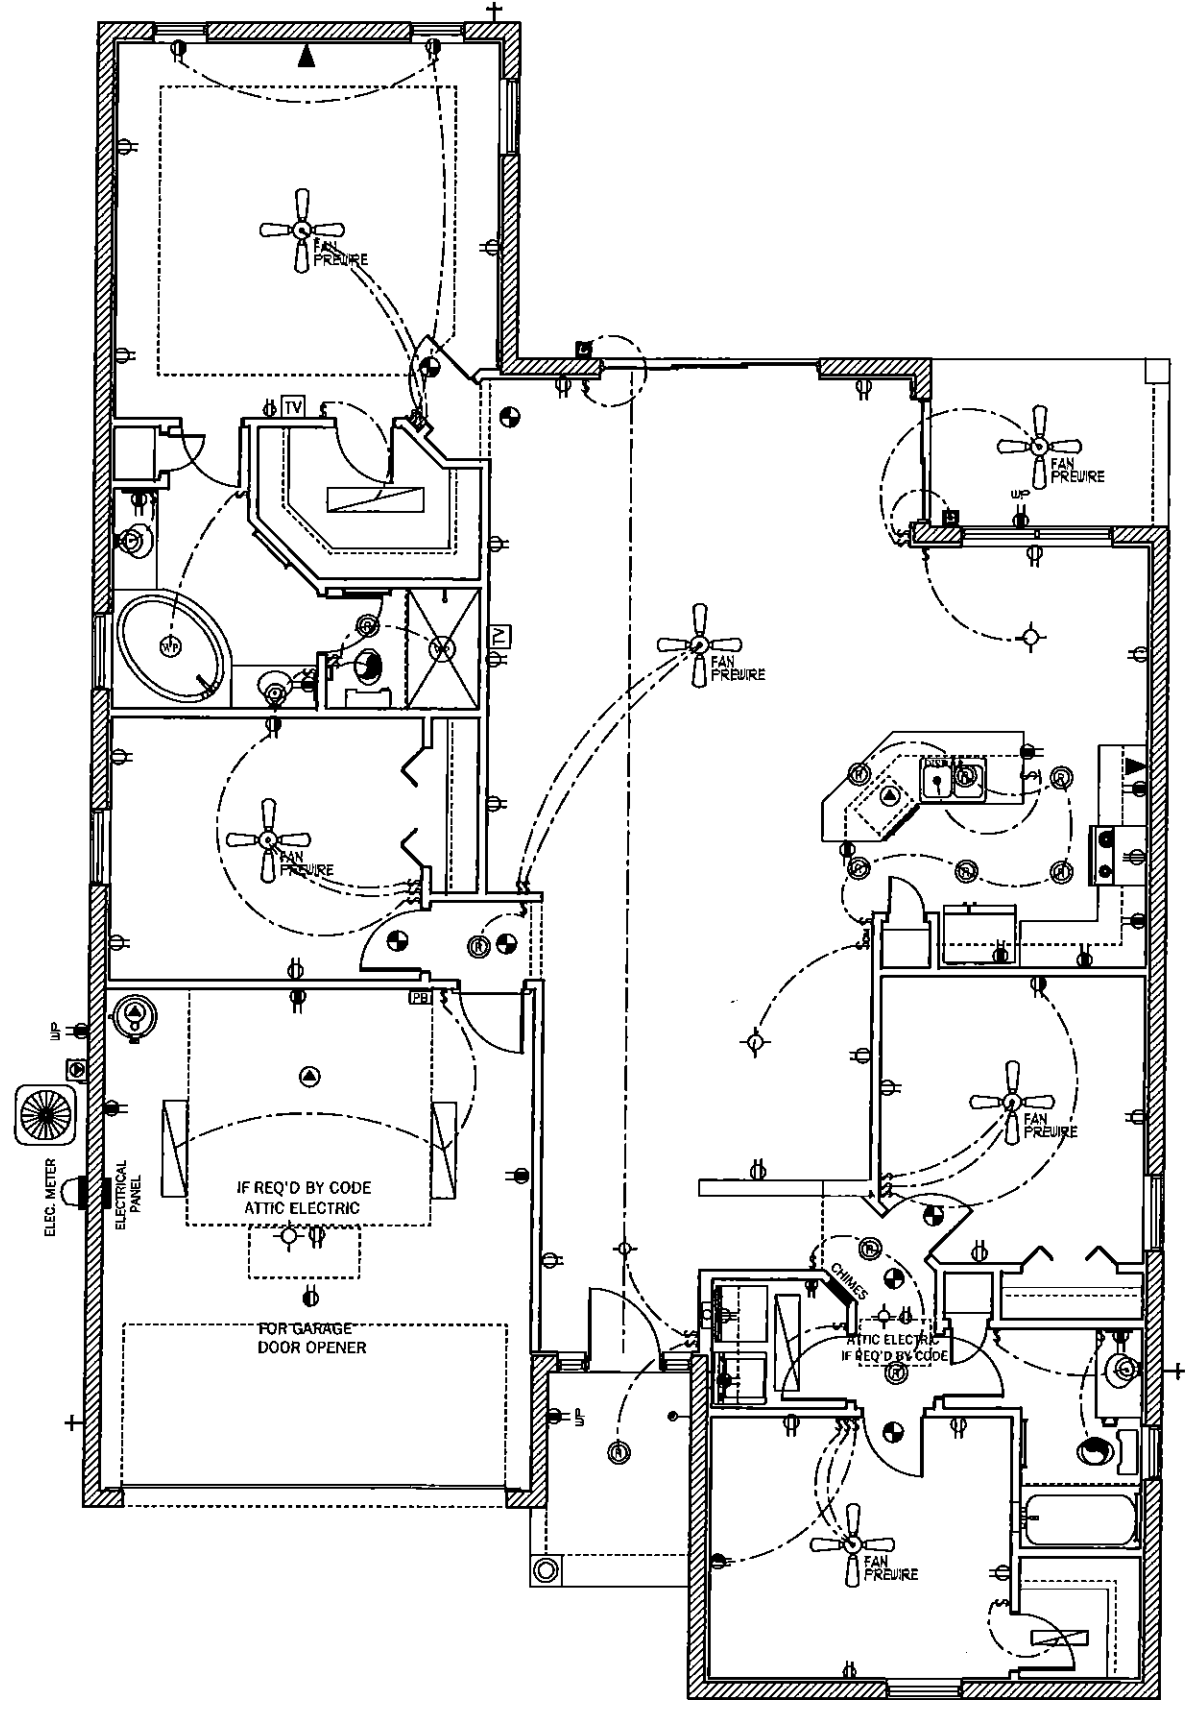 FAN
PREWIRE
TV
FAN
PREWIRE
WP
WP
WP
R
TV
FAN
PREWIRE
FAN
PREWIRE
R
R
R
R
R
R
R
PB
WP
FAN
PREWIRE
ELEC. METER
ELECTRICAL
PANEL
IF REQ'D BY CODE
ATTIC ELECTRIC
R
CHIMES
FOR GARAGE
DOOR OPENER
ATTIC ELECTRIC
IF REQ'D BY CODE
R
WP
R
FAN
PREWIRE